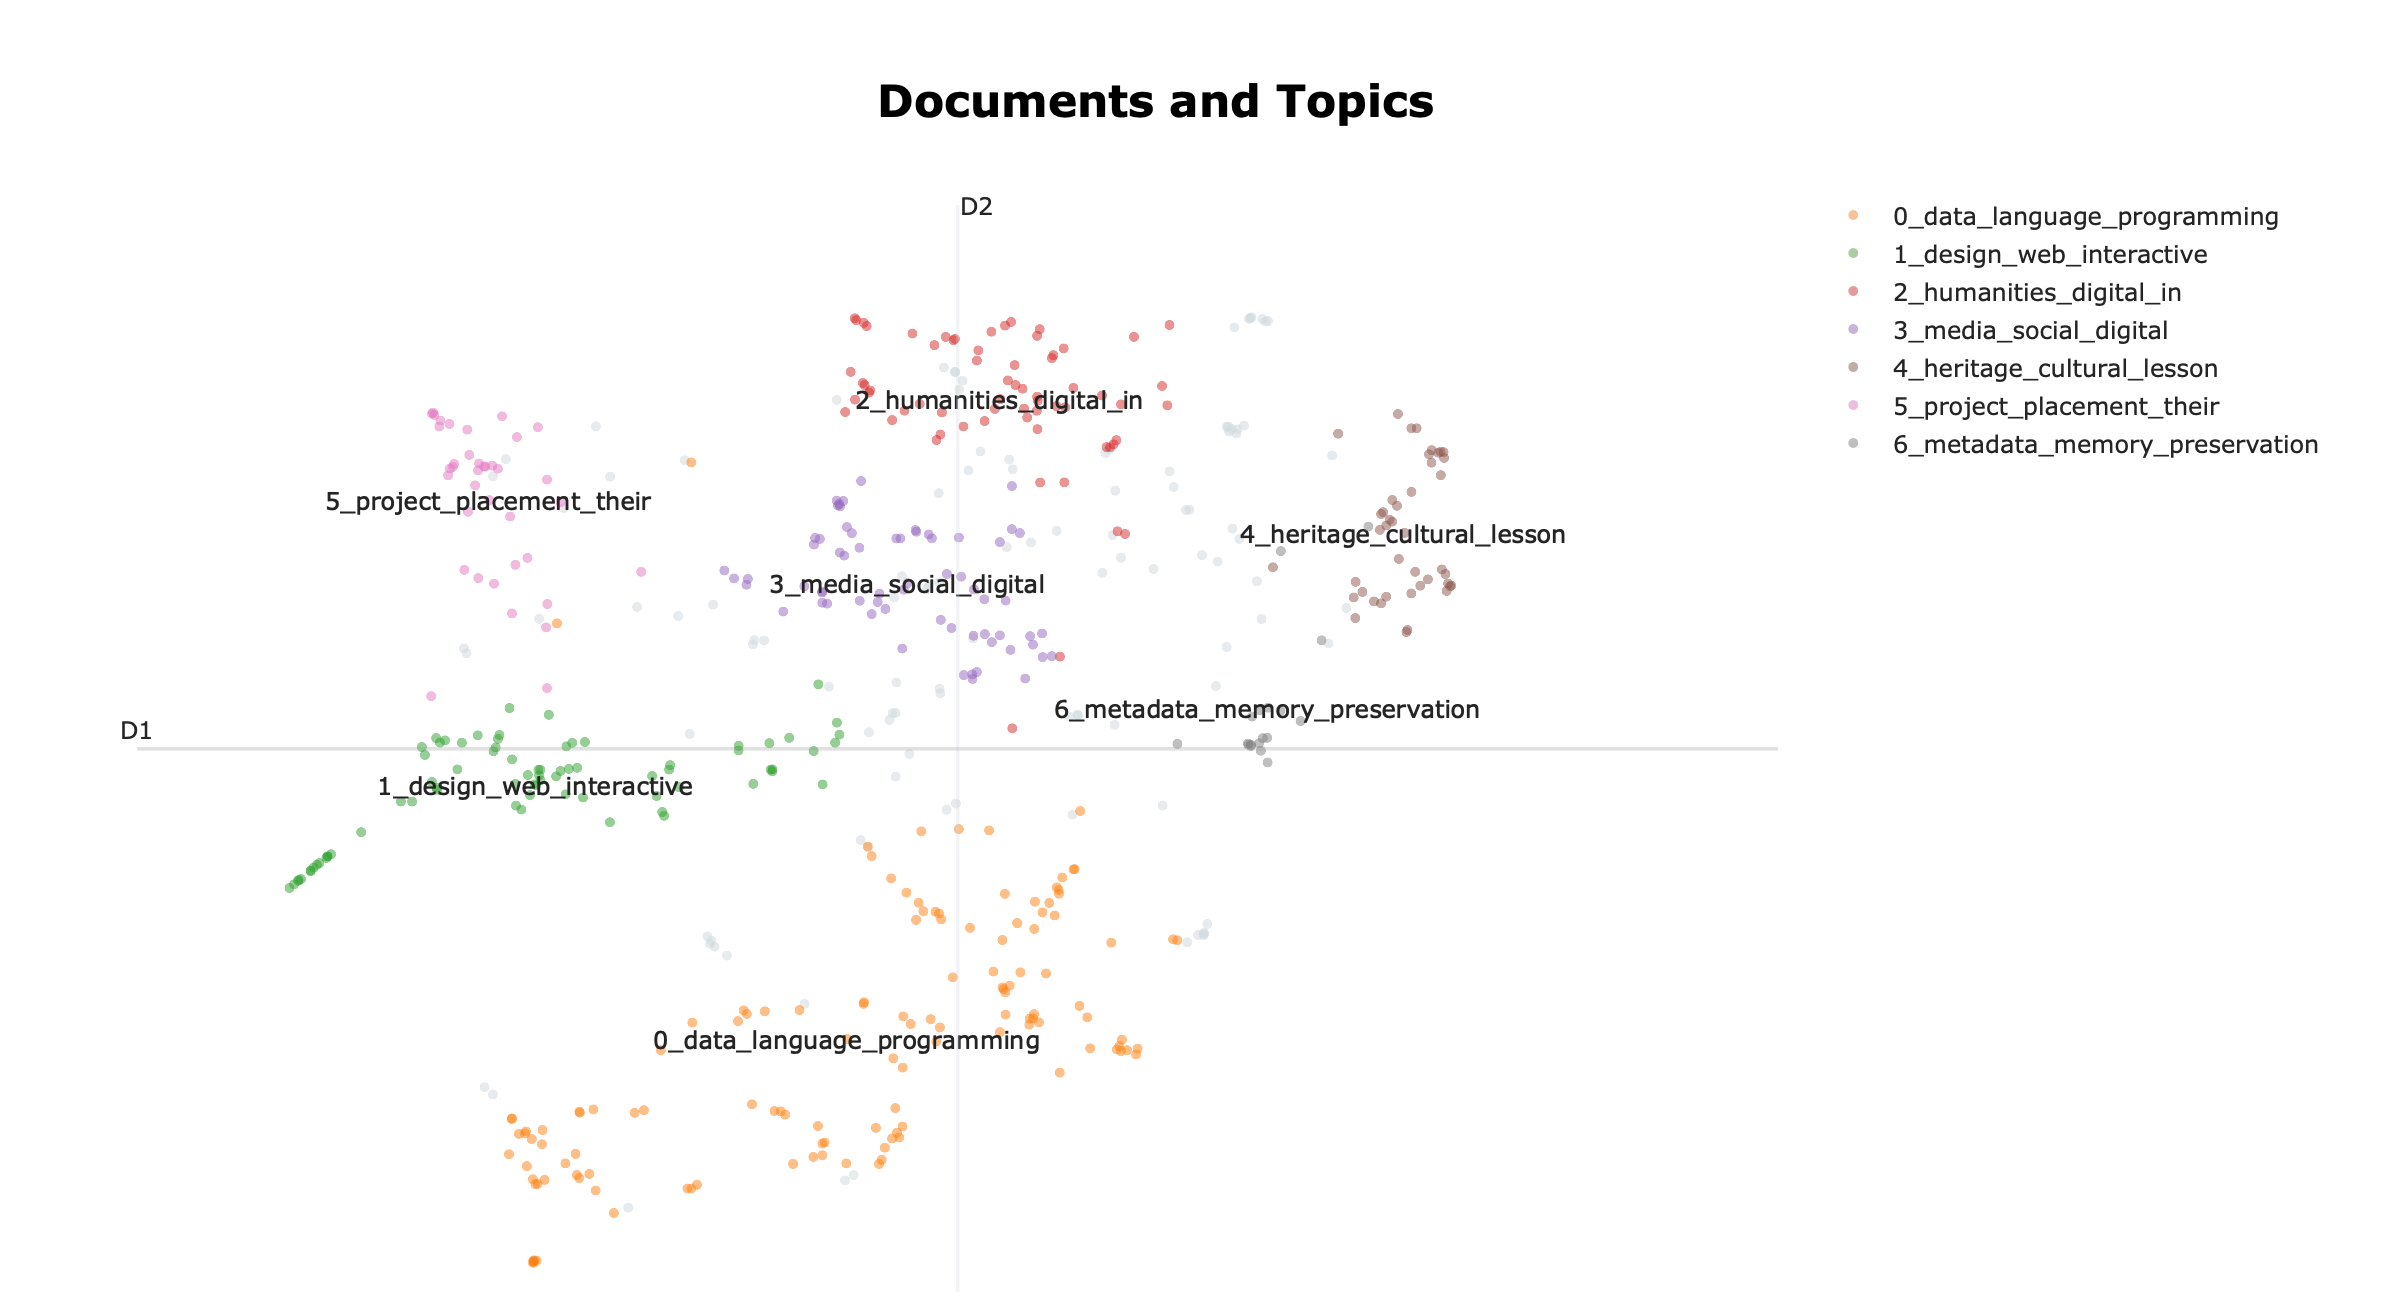 Documents and Topics
D2
0_data_language_programming
1_design_web_interactive
2_humanities_digital_in
3_media_social_digital
4_heritage_cultural_lesson
5_project_placement_their
6_metadata_memory_preservation
2_humanities_digital_in
5_project_placement_their
4_heritage_cultural_lesson
3_media_social_digital
6_metadata_memory_preservation
D1
1_design_web_interactive
0_data_language_programming